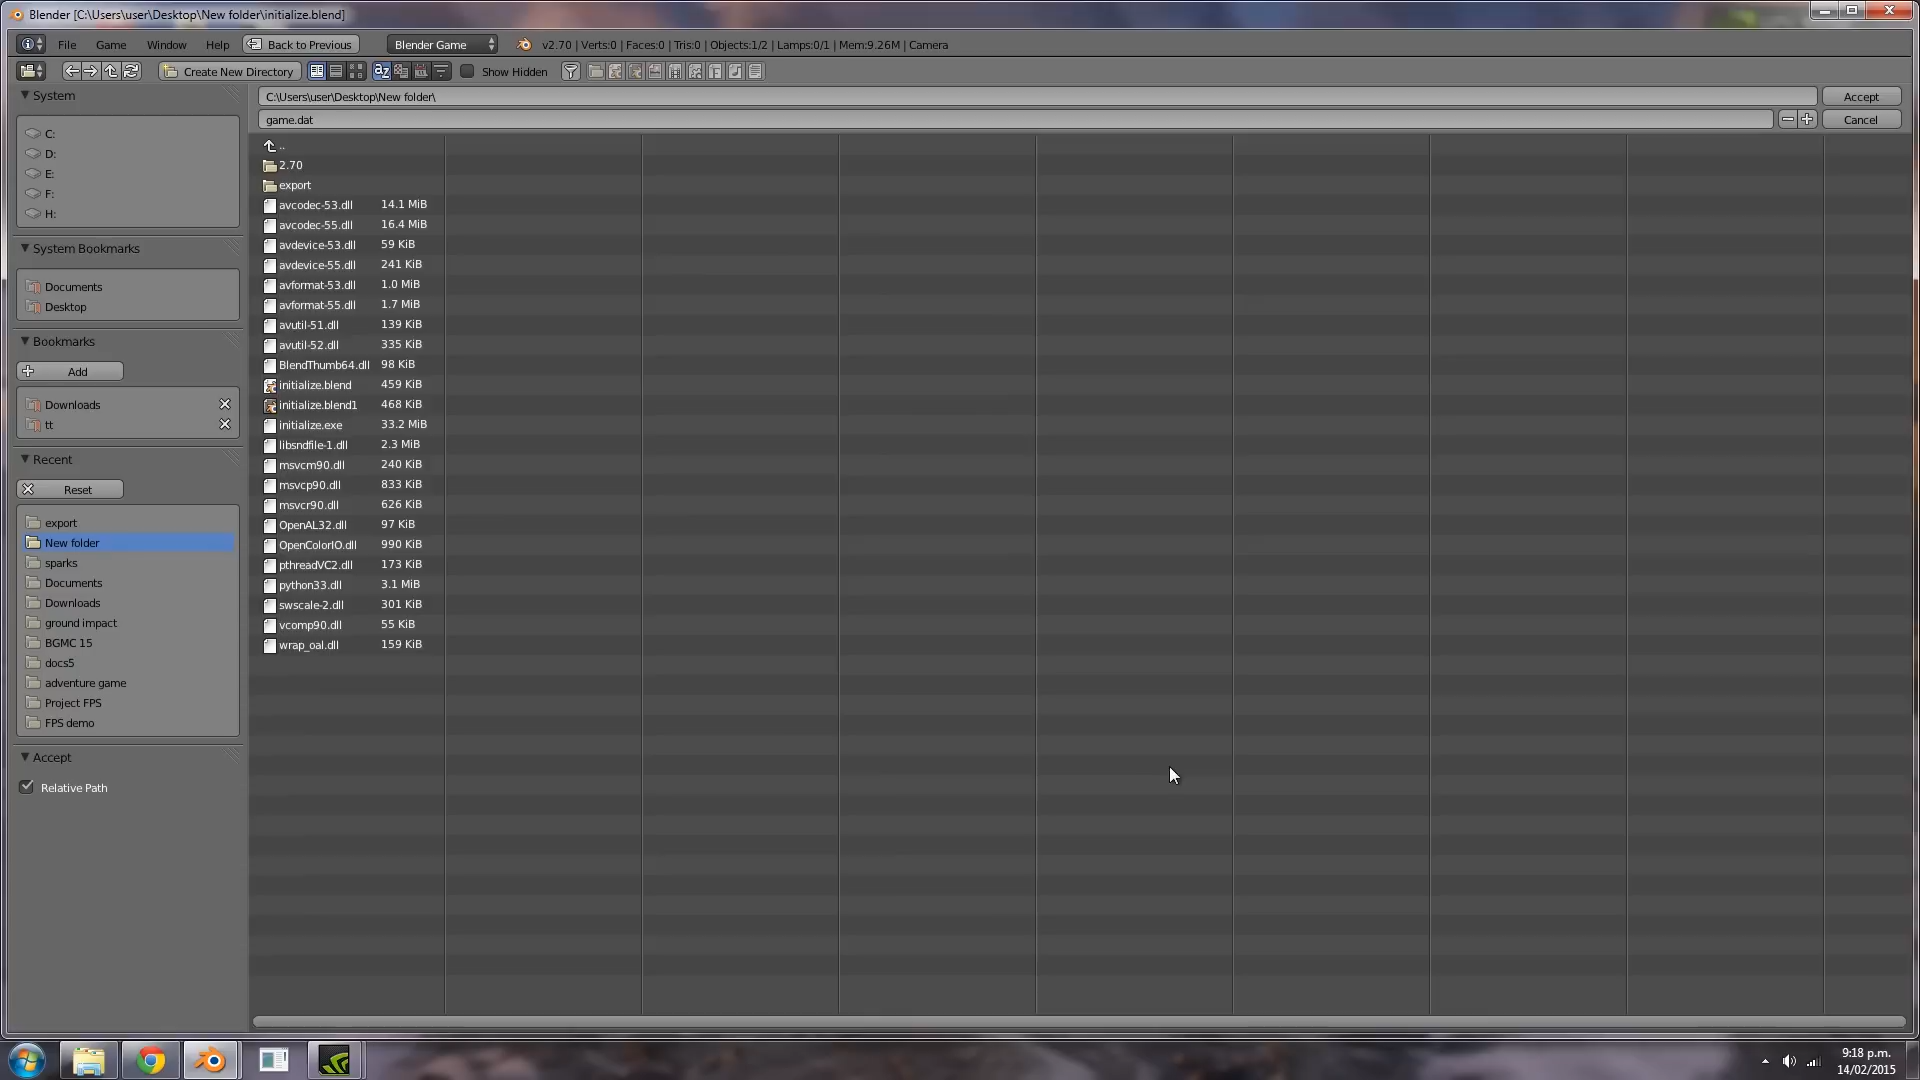 Blender [C:\Users\user\Desktop\New folder\initialize.blend]
File Game Window Help Back to Previous Blender Game v2.70 | Verts:0 | Faces:0 | Tris:0 | Objects:1/2 | Lamps:0/1 | Mem:9.26M | Camera
Create New Directory Show Hidden
System
C:
D:
E:
F:
H:
System Bookmarks
Documents
Desktop
Bookmarks
Add
Downloads
tt
Recent
Reset
export
New folder
sparks
Documents
Downloads
ground impact
BGMC 15
docs5
adventure game
Project FPS
FPS demo
Accept
Relative Path
C:\Users\user\Desktop\New folder\ Accept
game.dat Cancel
..
2.70
export
avcodec-53.dll 14.1 MiB
avcodec-55.dll 16.4 MiB
avdevice-53.dll 59 KiB
avdevice-55.dll 241 KiB
avformat-53.dll 1.0 MiB
avformat-55.dll 1.7 MiB
avutil-51.dll 139 KiB
avutil-52.dll 335 KiB
BlendThumb64.dll 98 KiB
initialize.blend 459 KiB
initialize.blend1 468 KiB
initialize.exe 33.2 MiB
libsndfile-1.dll 2.3 MiB
msvcm90.dll 240 KiB
msvcp90.dll 833 KiB
msvcr90.dll 626 KiB
OpenAL32.dll 97 KiB
OpenColorIO.dll 990 KiB
pthreadVC2.dll 173 KiB
python33.dll 3.1 MiB
swscale-2.dll 301 KiB
vcomp90.dll 55 KiB
wrap_oal.dll 159 KiB
9:18 p.m.
14/02/2015